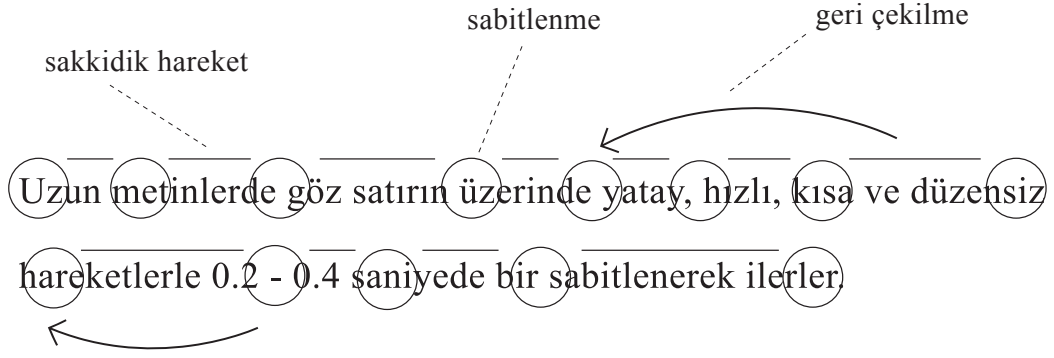 geri çekilme
sabitlenme
sakkidik hareket
Uzun metinlerde göz satırın üzerinde yatay, hızlı, kısa ve düzensiz
hareketlerle 0.2 - 0.4 saniyede bir sabitlenerek ilerler.